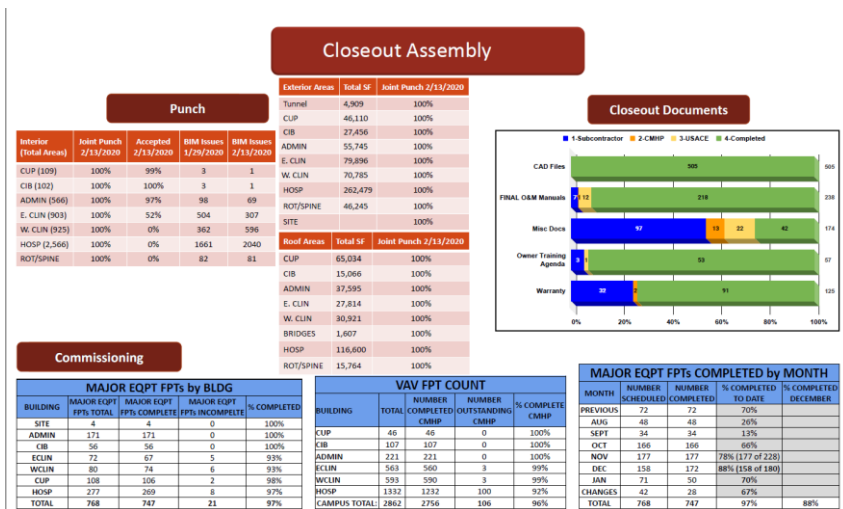 Closeout Assembly
Punch
Interior (Total Areas) Joint Punch 2/13/2020 Accepted 2/13/2020 BIM Issues 1/29/2020 BIM Issues 2/13/2020
CUP (109) 100% 99% 3 1
CIB (102) 100% 100% 3 1
ADMIN (566) 100% 97% 98 69
E. CLIN (903) 100% 52% 504 307
W. CLIN (925) 100% 0% 362 596
HOSP (2,566) 100% 0% 1661 2040
ROT/SPINE 100% 0% 82 81
Exterior Areas Total SF Joint Punch 2/13/2020
Tunnel 4,909 100%
CUP 46,110 100%
CIB 27,456 100%
ADMIN 55,745 100%
E. CLIN 79,896 100%
W. CLIN 70,785 100%
HOSP 262,479 100%
ROT/SPINE 46,245 100%
SITE 100%
Roof Areas Total SF Joint Punch 2/13/2020
CUP 65,034 100%
CIB 15,066 100%
ADMIN 37,595 100%
E. CLIN 27,814 100%
W. CLIN 30,921 100%
BRIDGES 1,607 100%
HOSP 116,600 100%
ROT/SPINE 15,764 100%
Closeout Documents
1-Subcontractor 2-CMHP 3-USACE 4-Completed
CAD Files 505 505
FINAL O&M Manuals 7 1 12 218 238
Misc Docs 97 13 22 42 174
Owner Training Agenda 3 1 53 57
Warranty 32 2 91 125
0% 20% 40% 60% 80% 100%
Commissioning
MAJOR EQPT FPTs by BLDG
BUILDING MAJOR EQPT FPTs TOTAL MAJOR EQPT FPTs COMPLETE MAJOR EQPT FPTs INCOMPELTE % COMPLETED
SITE 4 4 0 100%
ADMIN 171 171 0 100%
CIB 56 56 0 100%
ECLIN 72 67 5 93%
WCLIN 80 74 6 93%
CUP 108 106 2 98%
HOSP 277 269 8 97%
TOTAL 768 747 21 97%
VAV FPT COUNT
BUILDING TOTAL NUMBER COMPLETED CMHP NUMBER OUTSTANDING CMHP % COMPLETE CMHP
CUP 46 46 0 100%
CIB 107 107 0 100%
ADMIN 221 221 0 100%
ECLIN 563 560 3 99%
WCLIN 593 590 3 99%
HOSP 1332 1232 100 92%
CAMPUS TOTAL: 2862 2756 106 96%
MAJOR EQPT FPTs COMPLETED by MONTH
MONTH NUMBER SCHEDULED NUMBER COMPLETED % COMPLETED TO DATE % COMPLETED DECEMBER
PREVIOUS 72 72 70%
AUG 48 48 26%
SEPT 34 34 13%
OCT 166 166 66%
NOV 177 177 78% (177 of 228)
DEC 158 172 88% (158 of 180)
JAN 71 50 70%
CHANGES 42 28 67%
TOTAL 768 747 97% 88%